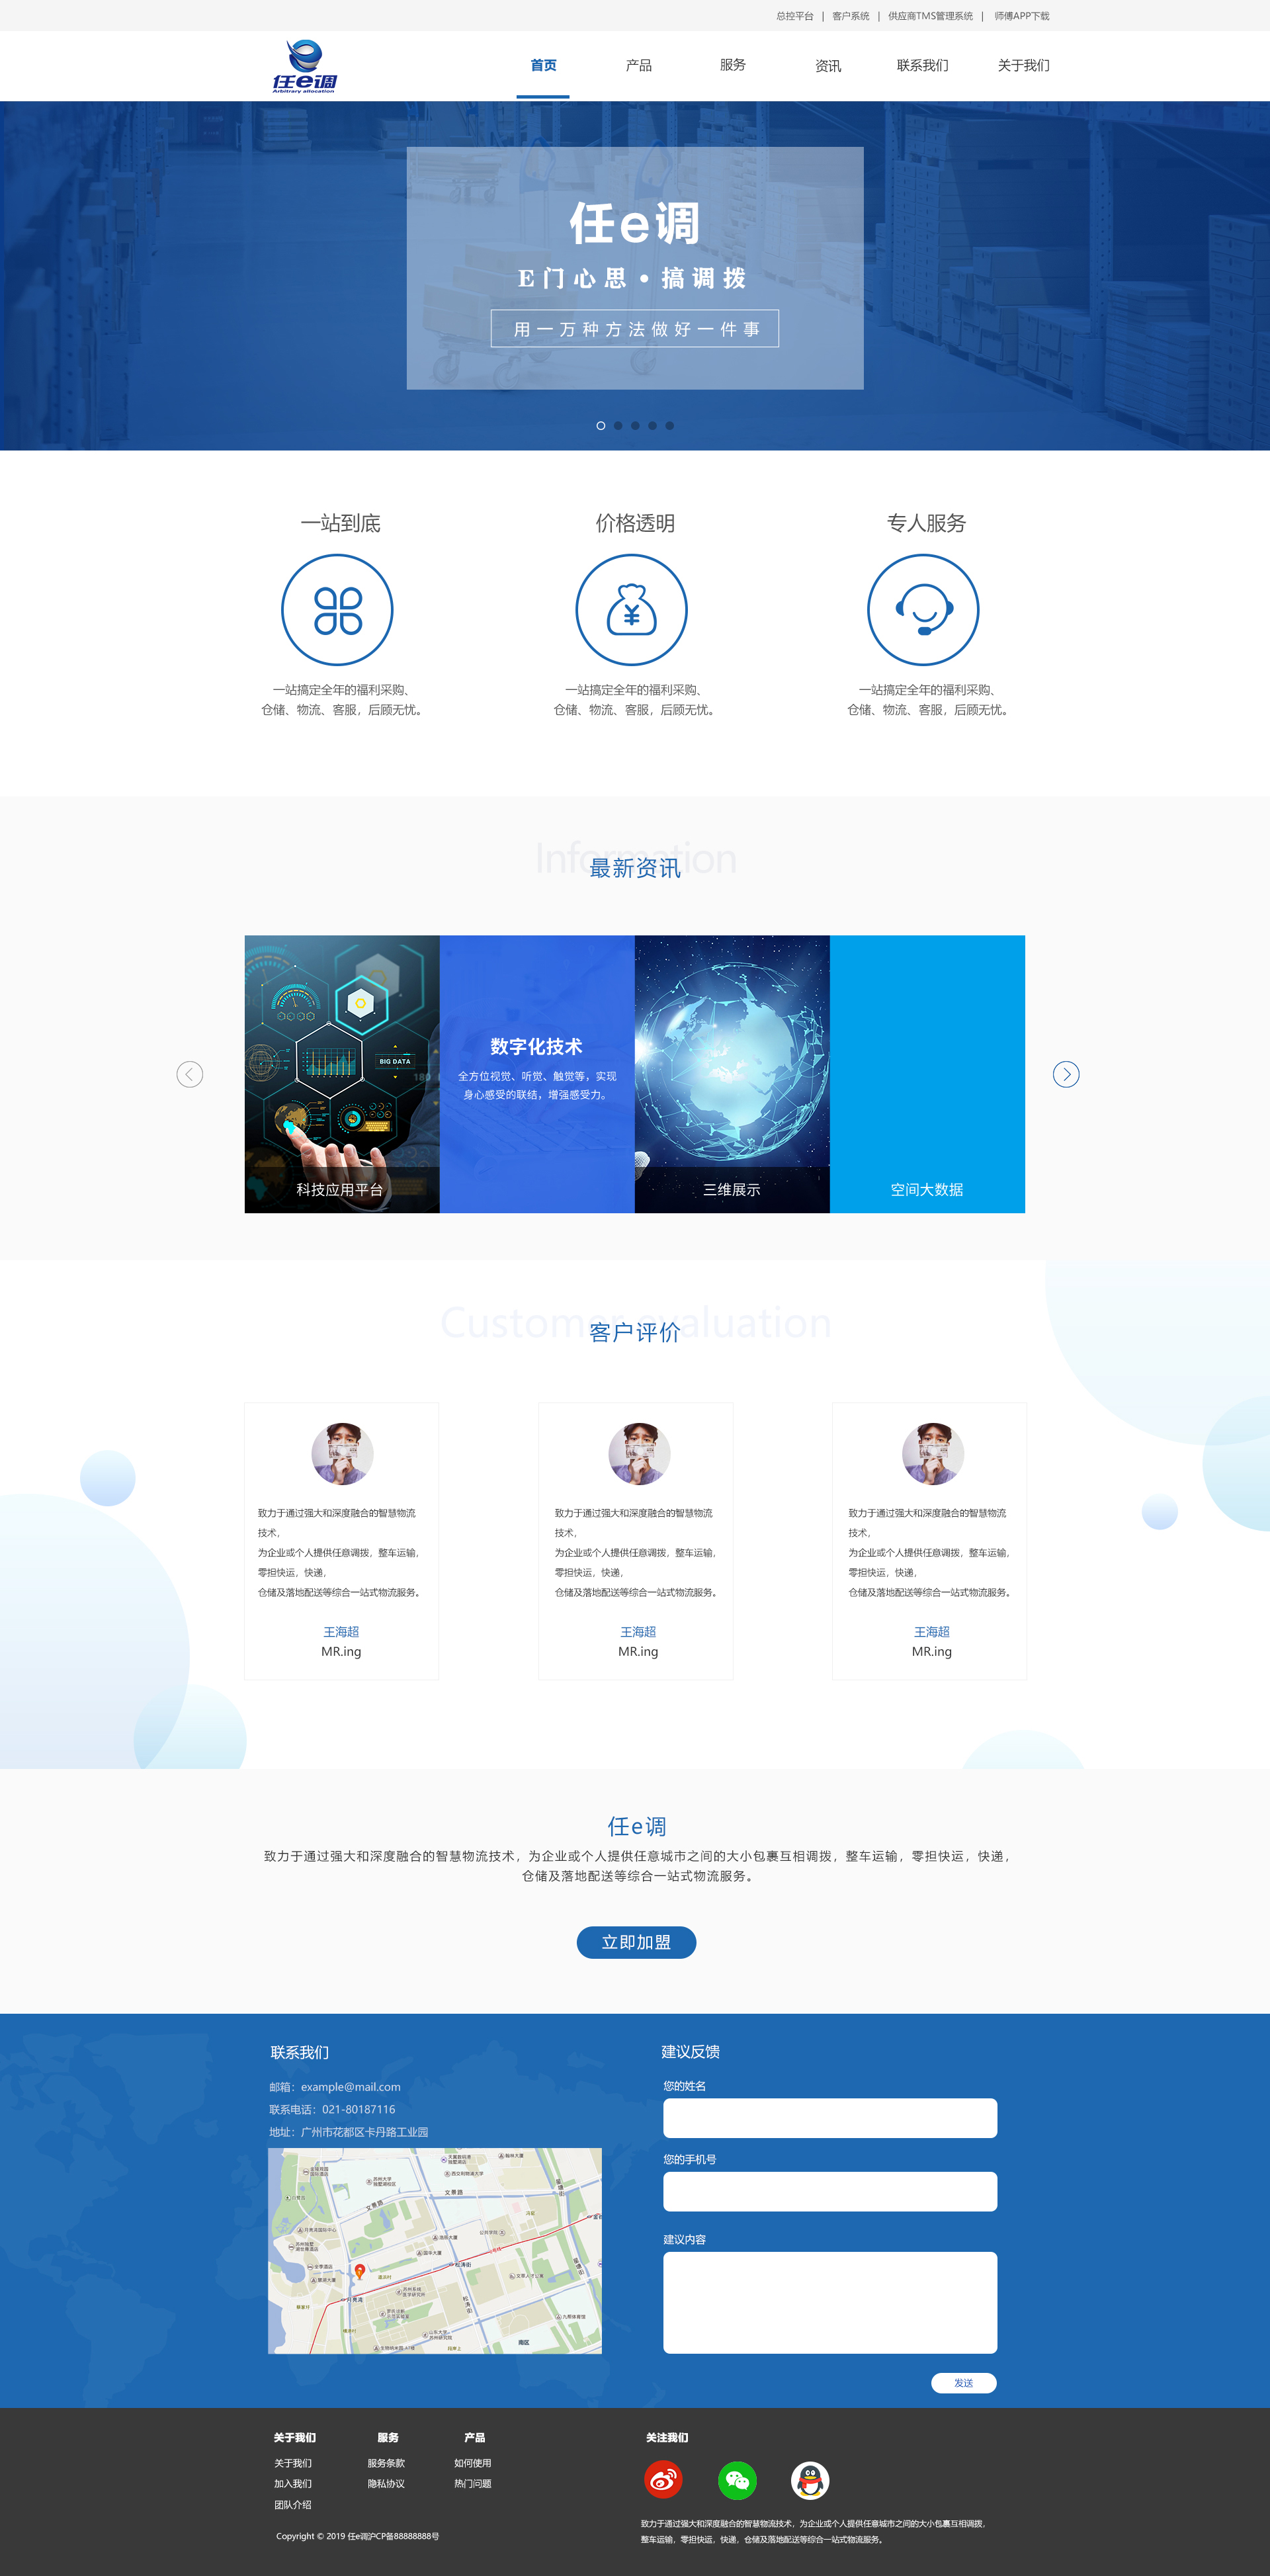 总控平台 | 客户系统 | 供应商TMS管理系统 | 师傅APP下载
任e调
Arbitrary allocation
首页 产品 服务 资讯 联系我们 关于我们
任e调
E门心思·搞调拨
用一万种方法做好一件事
一站到底
一站搞定全年的福利采购、
仓储、物流、客服，后顾无忧。
价格透明
一站搞定全年的福利采购、
仓储、物流、客服，后顾无忧。
专人服务
一站搞定全年的福利采购、
仓储、物流、客服，后顾无忧。
Information
最新资讯
BIG DATA
科技应用平台
180
数字化技术
全方位视觉、听觉、触觉等，实现
身心感受的联结，增强感受力。
三维展示
空间大数据
Customer evaluation
客户评价
致力于通过强大和深度融合的智慧物流
技术，
为企业或个人提供任意调拨，整车运输，
零担快运，快递，
仓储及落地配送等综合一站式物流服务。
王海超
MR.ing
致力于通过强大和深度融合的智慧物流
技术，
为企业或个人提供任意调拨，整车运输，
零担快运，快递，
仓储及落地配送等综合一站式物流服务。
王海超
MR.ing
致力于通过强大和深度融合的智慧物流
技术，
为企业或个人提供任意调拨，整车运输，
零担快运，快递，
仓储及落地配送等综合一站式物流服务。
王海超
MR.ing
任e调
致力于通过强大和深度融合的智慧物流技术，为企业或个人提供任意城市之间的大小包裹互相调拨，整车运输，零担快运，快递，
仓储及落地配送等综合一站式物流服务。
立即加盟
联系我们
邮箱：example@mail.com
联系电话：021-80187116
地址：广州市花都区卡丹路工业园
文景路
文景路
松涛街
月亮湾
南区
建议反馈
您的姓名
您的手机号
建议内容
发送
关于我们
关于我们
加入我们
团队介绍
服务
服务条款
隐私协议
产品
如何使用
热门问题
Copyright © 2019 任e调沪CP备88888888号
关注我们
致力于通过强大和深度融合的智慧物流技术，为企业或个人提供任意城市之间的大小包裹互相调拨，
整车运输，零担快运，快递，仓储及落地配送等综合一站式物流服务。